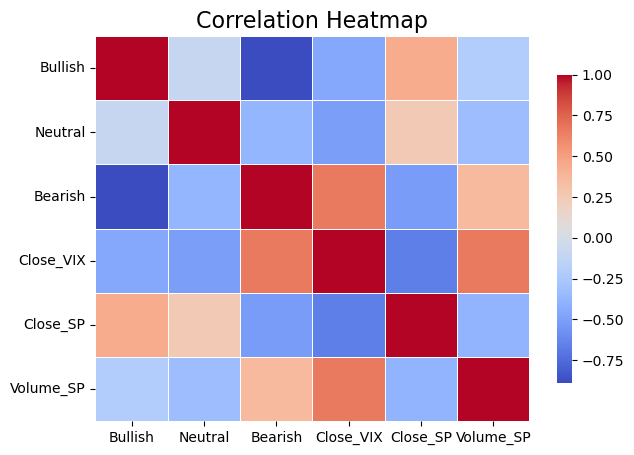 Correlation Heatmap
Bullish
Neutral
Bearish
Close_VIX
Close_SP
Volume_SP
Bullish Neutral Bearish Close_VIX Close_SP Volume_SP
1.00
0.75
0.50
0.25
0.00
−0.25
−0.50
−0.75